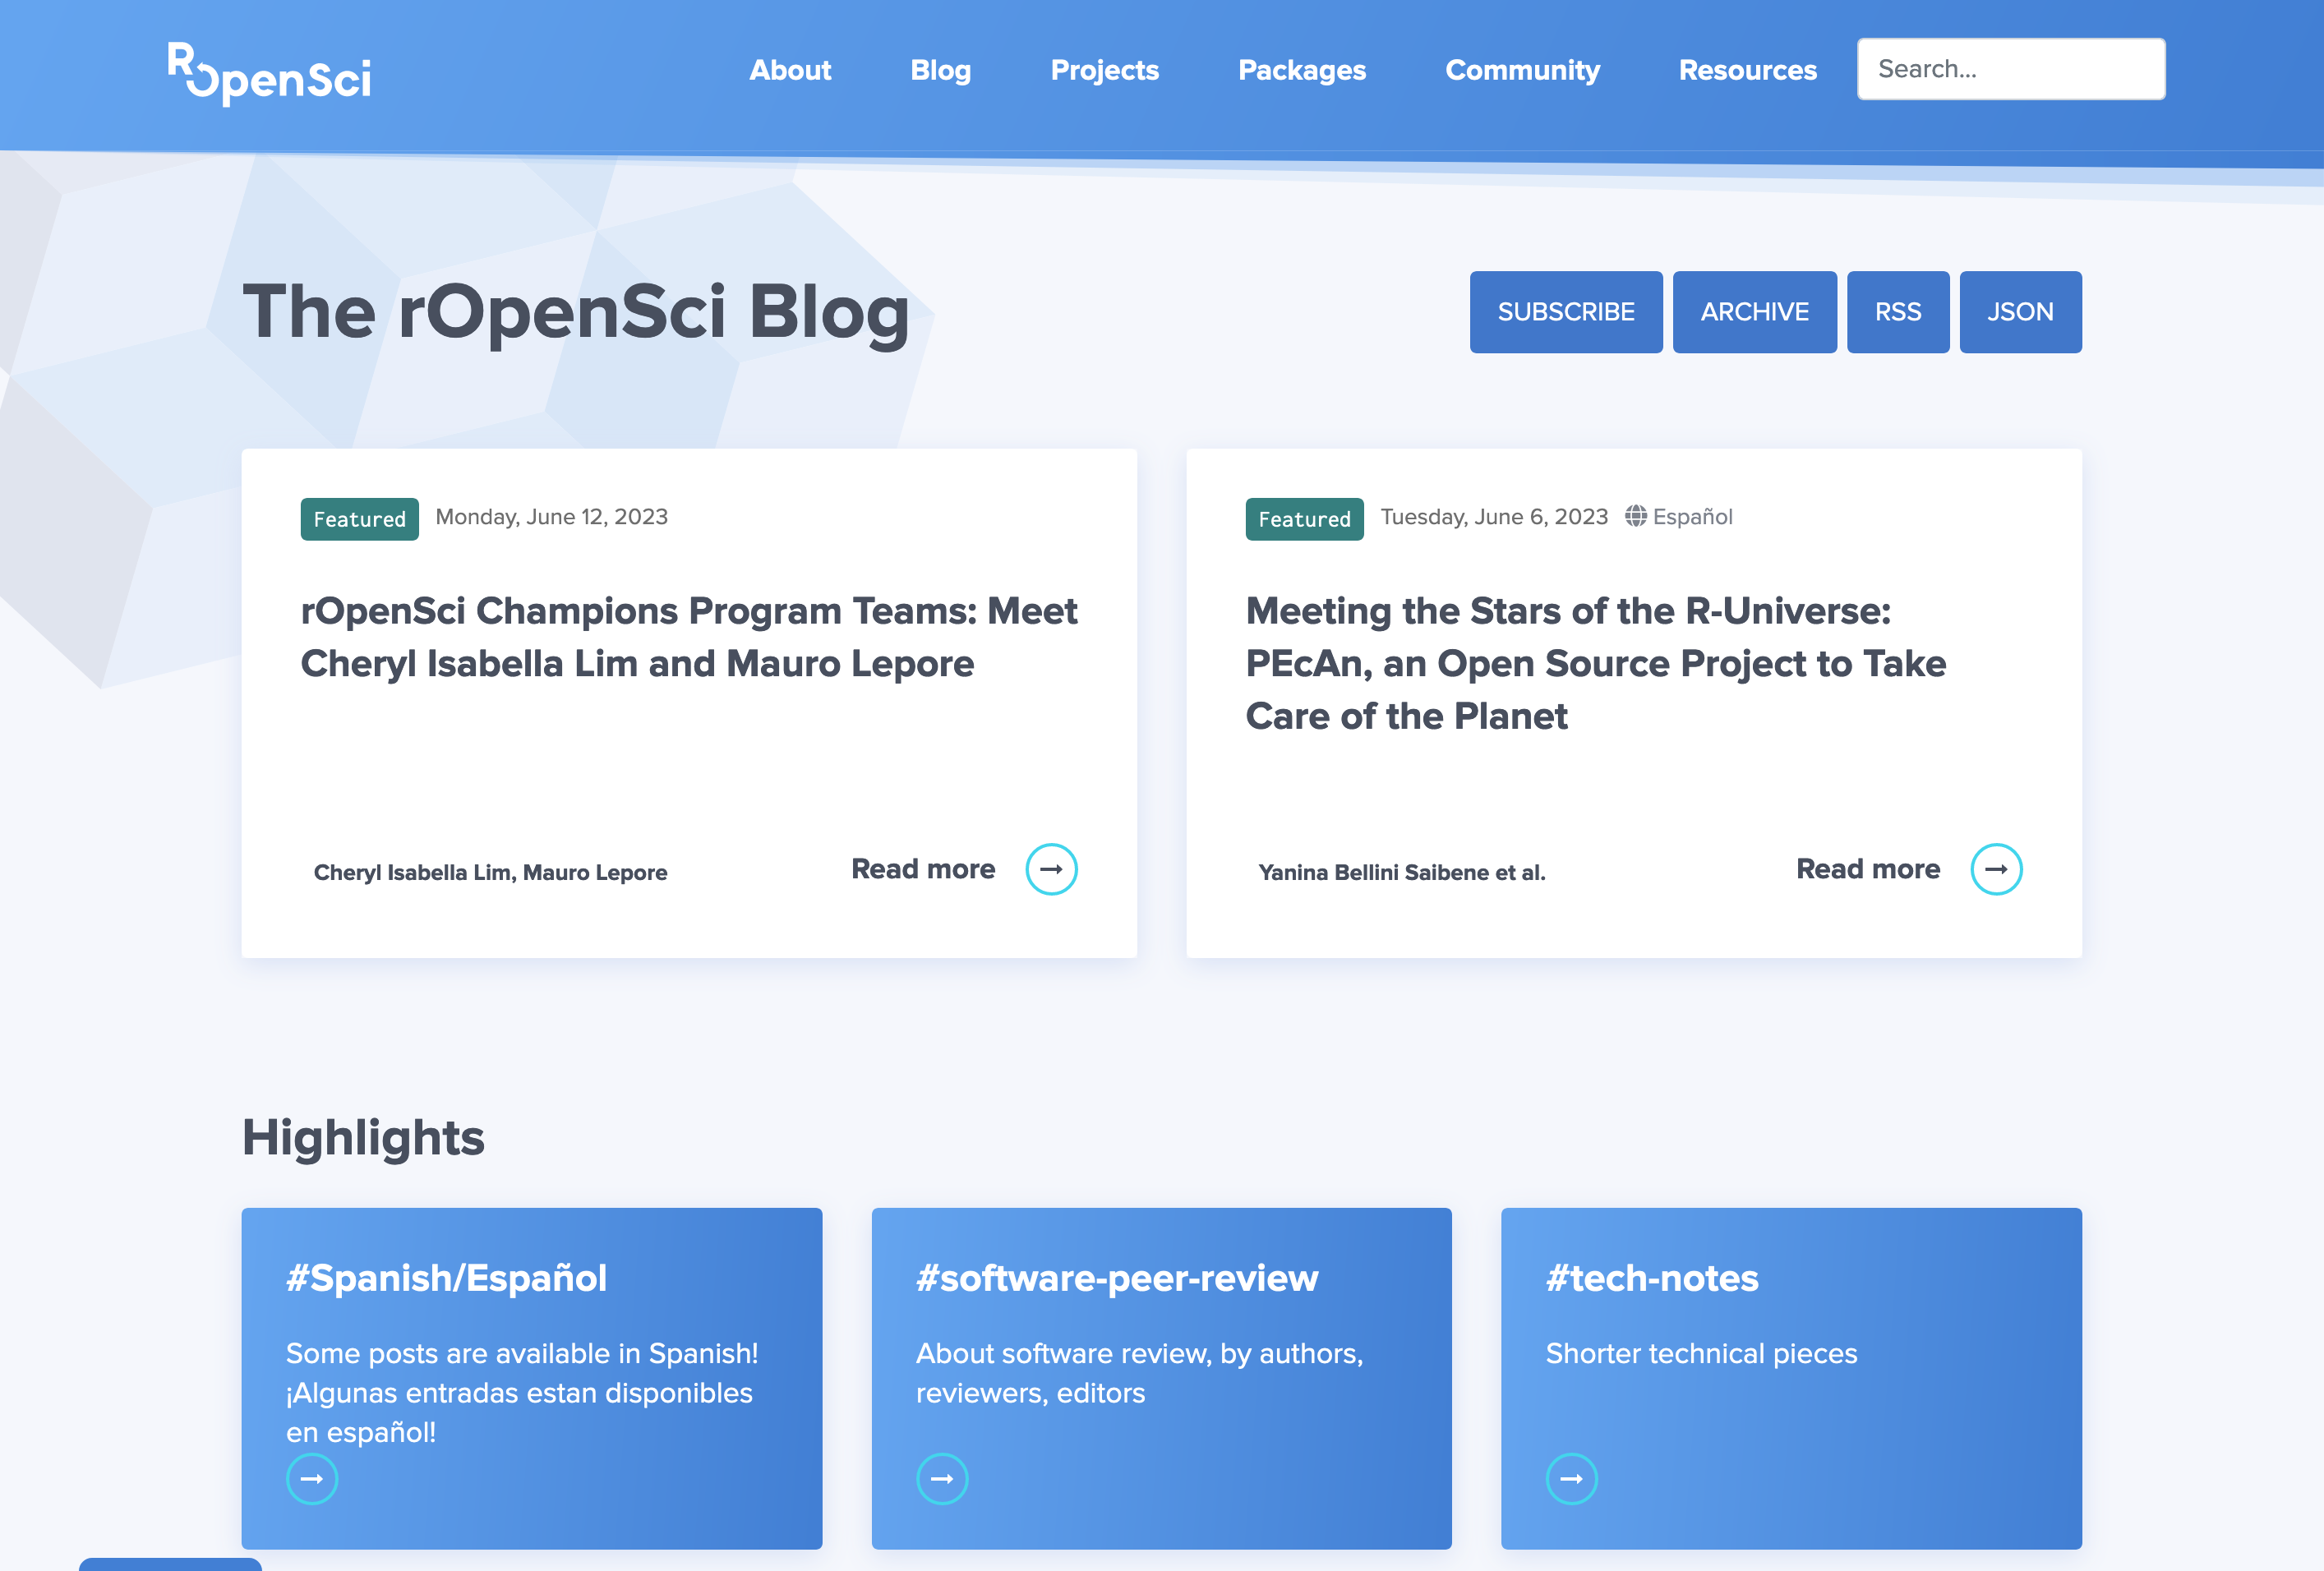 ROpenSci
About
Blog
Projects
Packages
Community
Resources
Search...
The rOpenSci Blog
SUBSCRIBE
ARCHIVE
RSS
JSON
Featured
Monday, June 12, 2023
rOpenSci Champions Program Teams: Meet
Cheryl Isabella Lim and Mauro Lepore
Cheryl Isabella Lim, Mauro Lepore
Read more
Featured
Tuesday, June 6, 2023
Español
Meeting the Stars of the R-Universe:
PEcAn, an Open Source Project to Take
Care of the Planet
Yanina Bellini Saibene et al.
Read more
Highlights
#Spanish/Español
Some posts are available in Spanish!
¡Algunas entradas estan disponibles
en español!
#software-peer-review
About software review, by authors,
reviewers, editors
#tech-notes
Shorter technical pieces